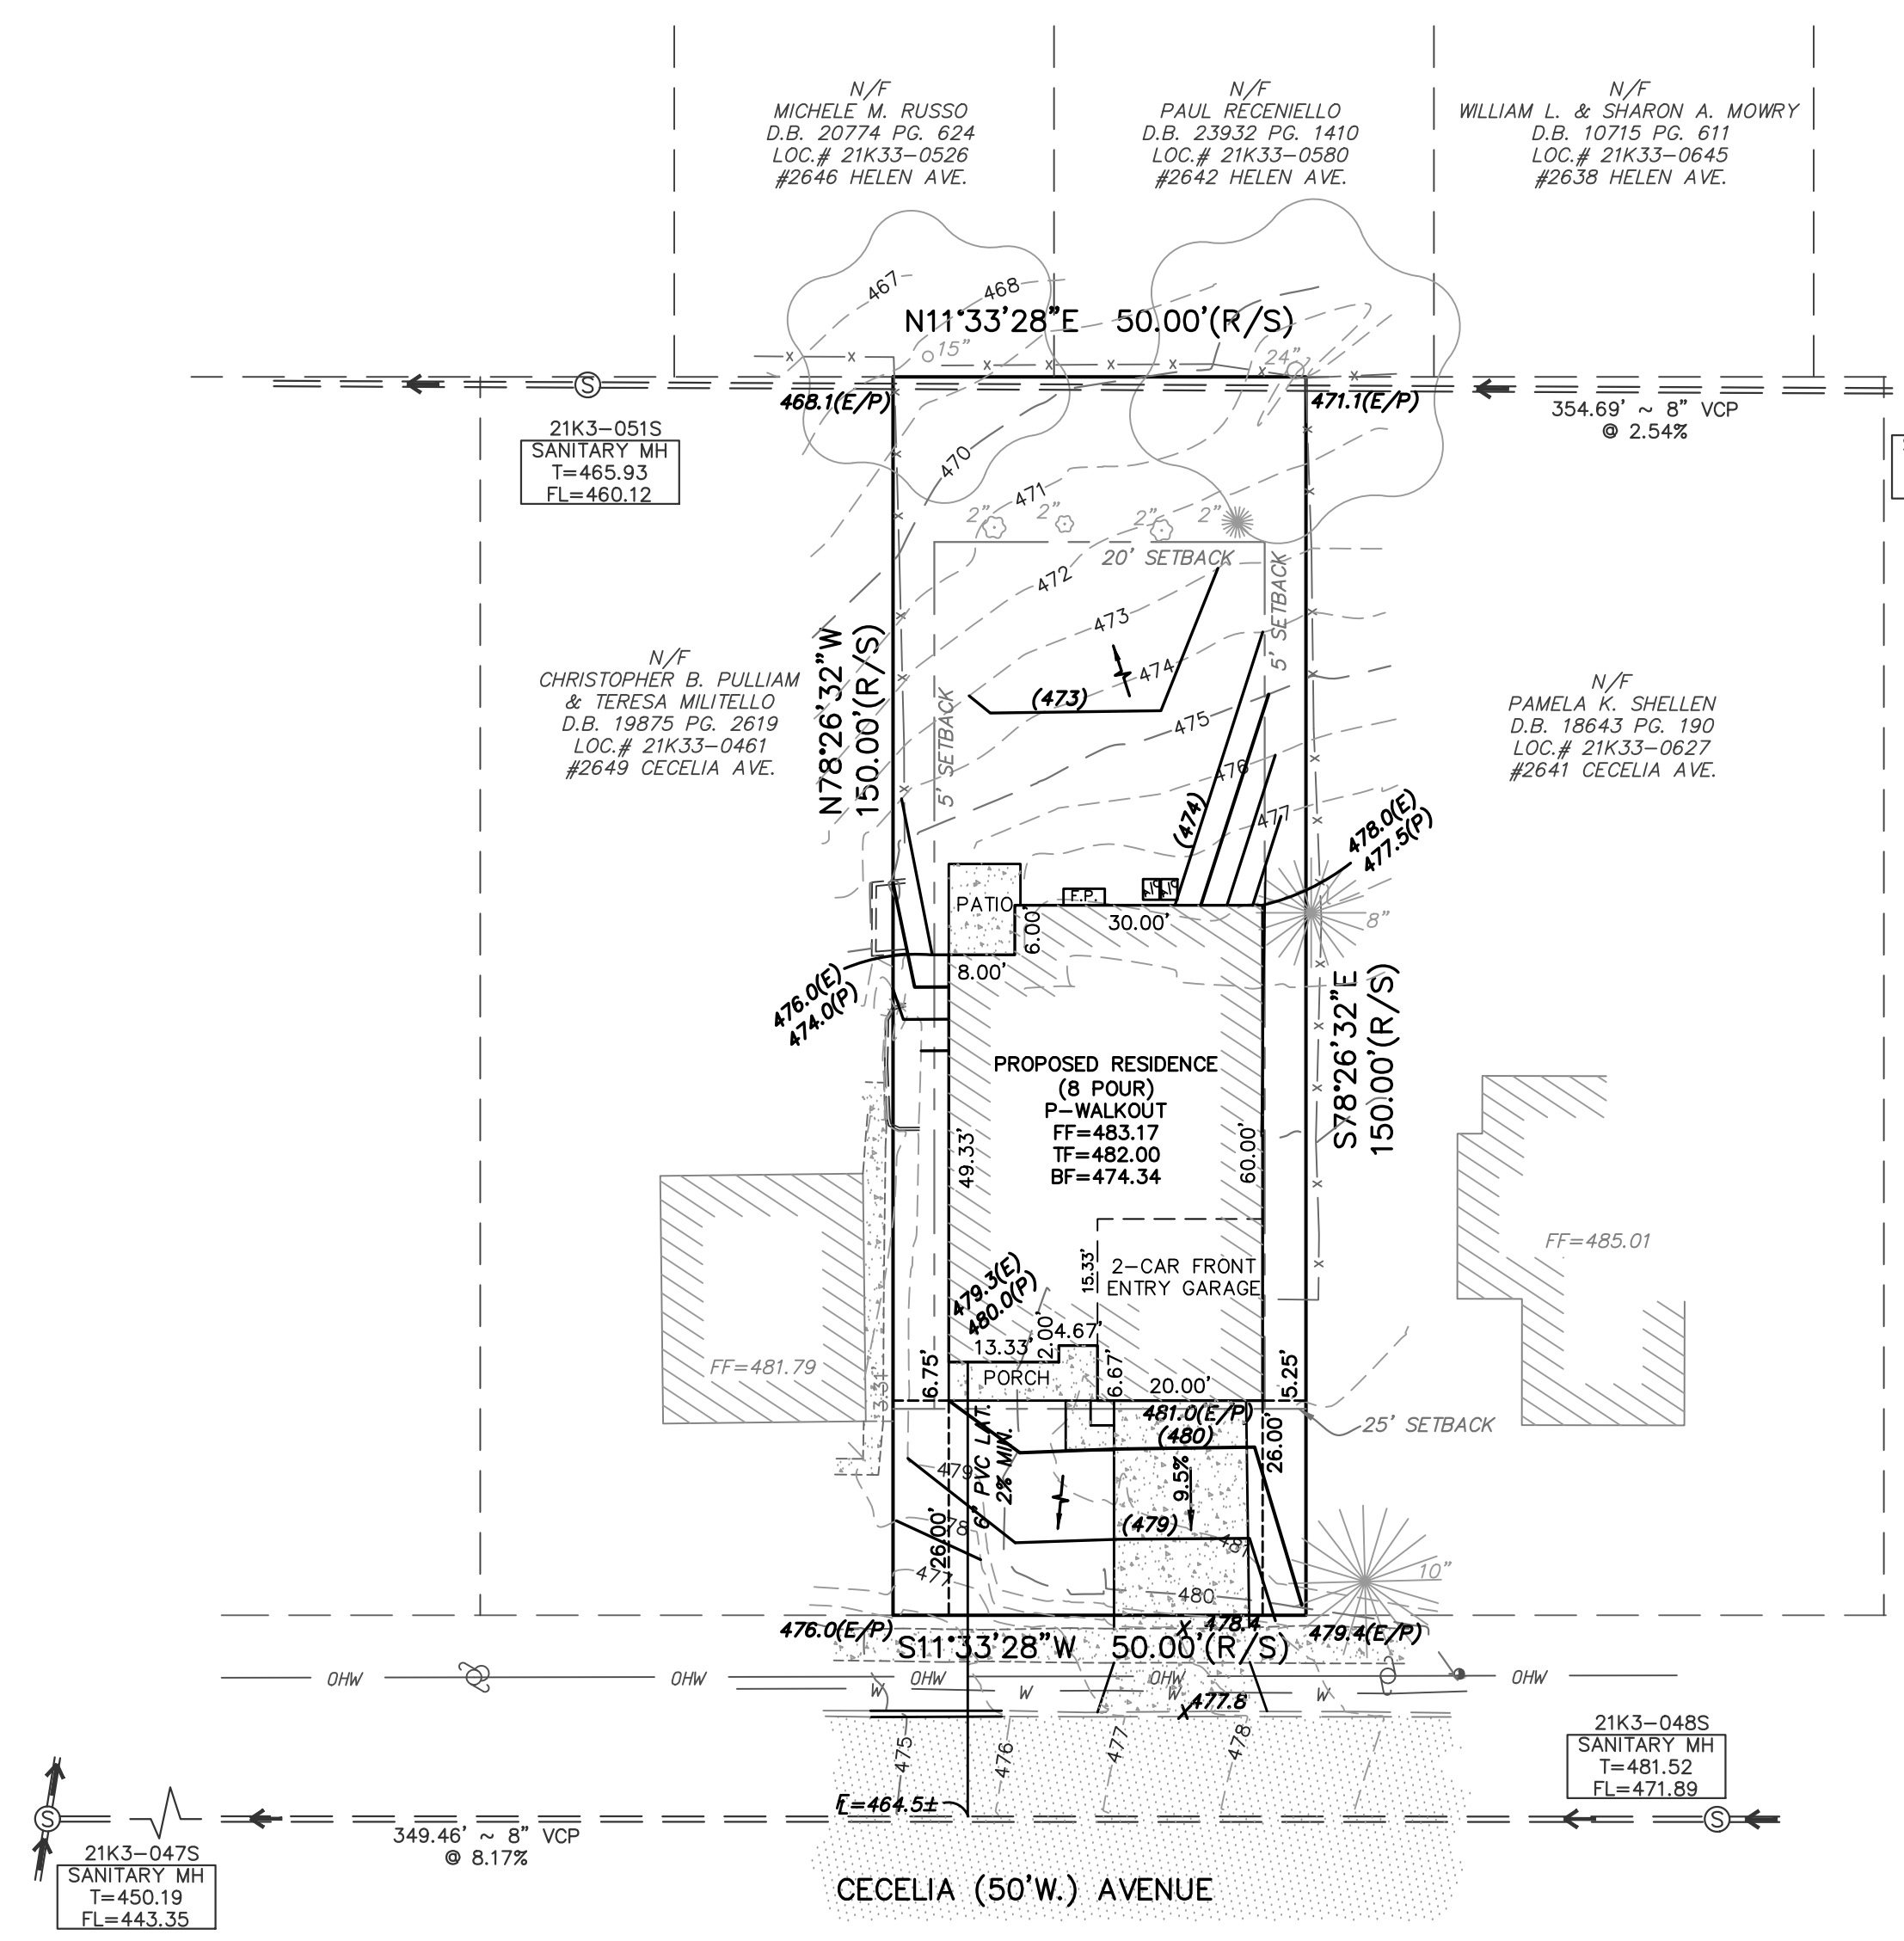 N/F
MICHELE M. RUSSO
D.B. 20774 PG. 624
LOC.# 21K33-0526
#2646 HELEN AVE.
N/F
PAUL RECENIELLO
D.B. 23932 PG. 1410
LOC.# 21K33-0580
#2642 HELEN AVE.
N/F
WILLIAM L. & SHARON A. MOWRY
D.B. 10715 PG. 611
LOC.# 21K33-0645
#2638 HELEN AVE.
467
468
N11°33'28"E 50.00'(R/S)
15"
24"
468.1(E/P)
471.1(E/P)
354.69' ~ 8" VCP
@ 2.54%
21K3-051S
SANITARY MH
T=465.93
FL=460.12
470
471
2"
2"
2"
2"
20' SETBACK
5' SETBACK
472
473
474
(473)
475
476
477
(474)
N/F
CHRISTOPHER B. PULLIAM
& TERESA MILITELLO
D.B. 19875 PG. 2619
LOC.# 21K33-0461
#2649 CECELIA AVE.
N78°26'32"W
150.00'(R/S)
5' SETBACK
N/F
PAMELA K. SHELLEN
D.B. 18643 PG. 190
LOC.# 21K33-0627
#2641 CECELIA AVE.
478.0(E)
477.5(P)
PATIO
F.P.
A/C
A/C
6.00'
30.00'
8"
8.00'
476.0(E)
474.0(P)
S78°26'32"E
150.00'(R/S)
PROPOSED RESIDENCE
(8 POUR)
P-WALKOUT
FF=483.17
TF=482.00
BF=474.34
49.33'
60.00'
FF=485.01
2-CAR FRONT
ENTRY GARAGE
15.33'
479.3(E)
480.0(P)
13.33'
2.00'
4.67'
FF=481.79
6.75'
PORCH
6.67'
20.00'
5.25'
481.0(E/P)
(480)
25' SETBACK
26.00'
6" PVC LAT.
2% MIN.
479
9.5%
(479)
78
26.00'
477
480
10"
476.0(E/P)
478.4
479.4(E/P)
S11°33'28"W 50.00'(R/S)
OHW
OHW
OHW
OHW
OHW
W
W
W
W
477.8
475
476
477
478
21K3-048S
SANITARY MH
T=481.52
FL=471.89
FL=464.5±
349.46' ~ 8" VCP
@ 8.17%
21K3-047S
SANITARY MH
T=450.19
FL=443.35
CECELIA (50'W.) AVENUE
S
S
S